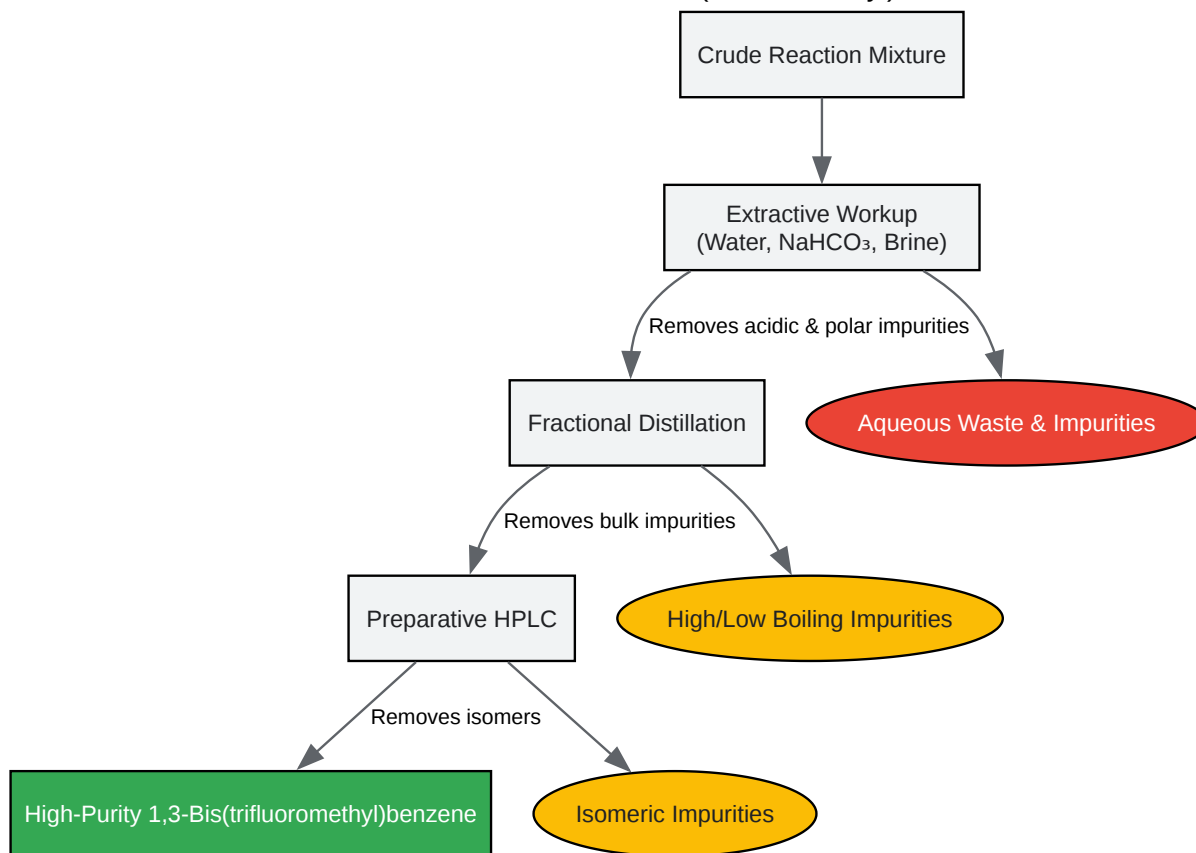 Crude Reaction Mixture
Extractive Workup
(Water, NaHCO₃, Brine)
Removes acidic & polar impurities
Fractional Distillation
Aqueous Waste & Impurities
Removes bulk impurities
Preparative HPLC
High/Low Boiling Impurities
Removes isomers
High-Purity 1,3-Bis(trifluoromethyl)benzene
Isomeric Impurities